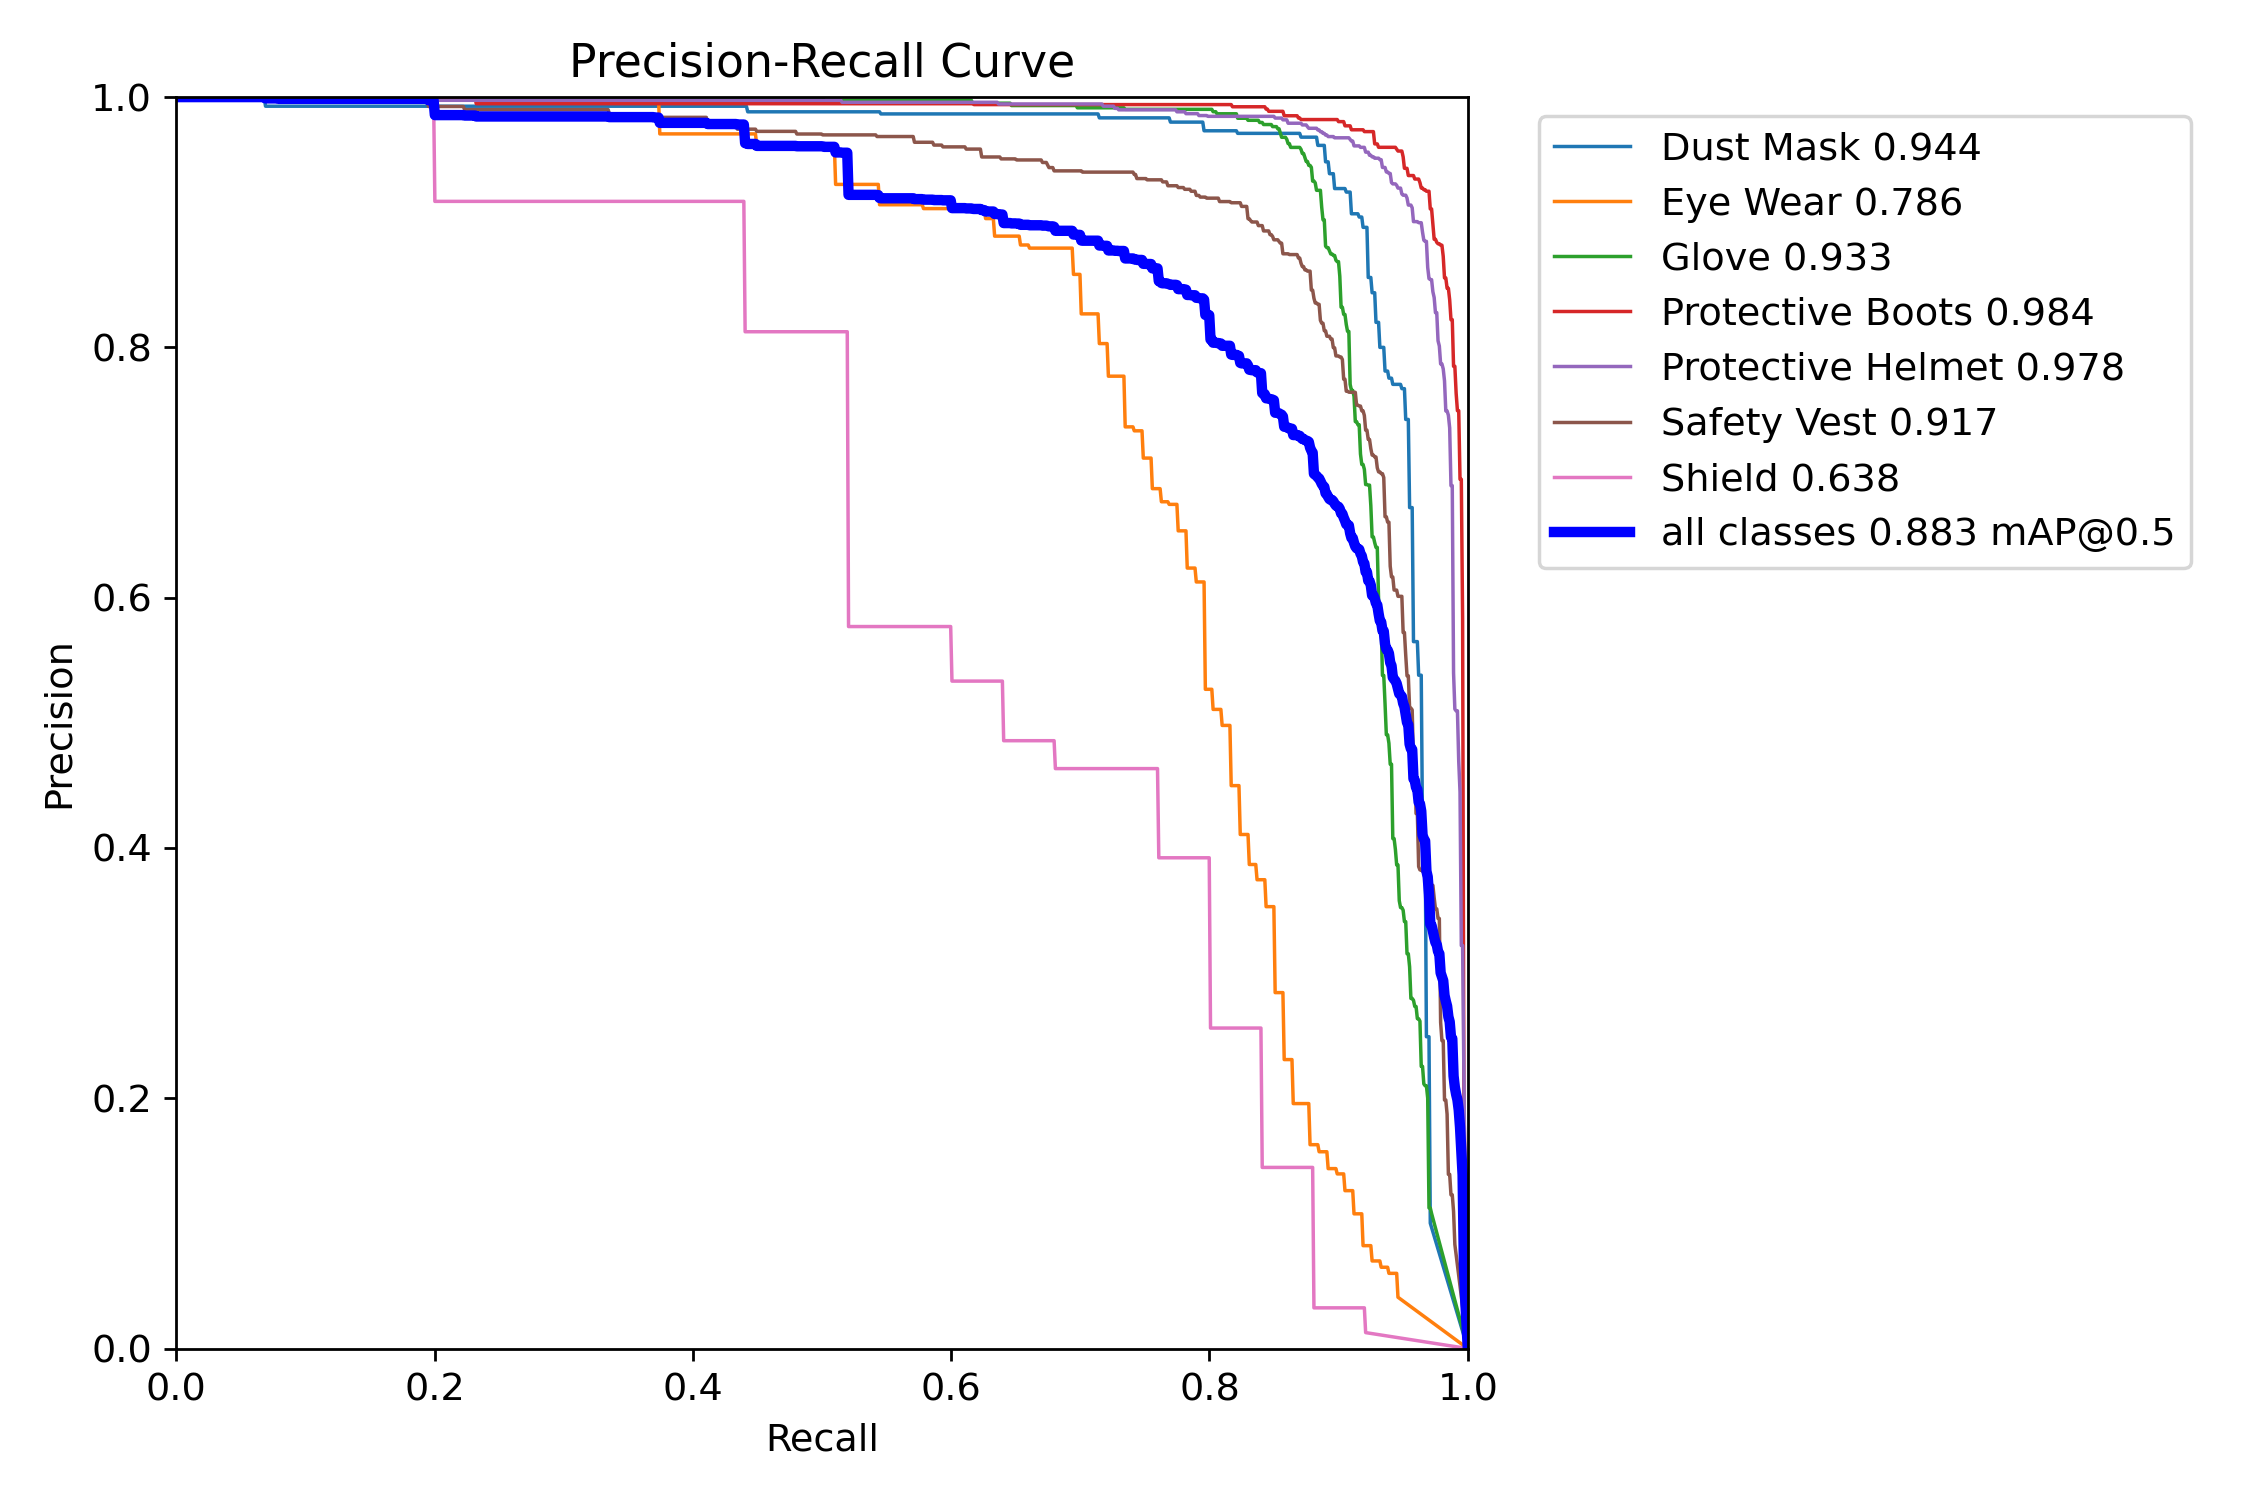 Precision-Recall Curve
1.0
0.8
0.6
0.4
0.2
0.0
Precision
0.0 0.2 0.4 0.6 0.8 1.0
Recall
Dust Mask 0.944
Eye Wear 0.786
Glove 0.933
Protective Boots 0.984
Protective Helmet 0.978
Safety Vest 0.917
Shield 0.638
all classes 0.883 mAP@0.5